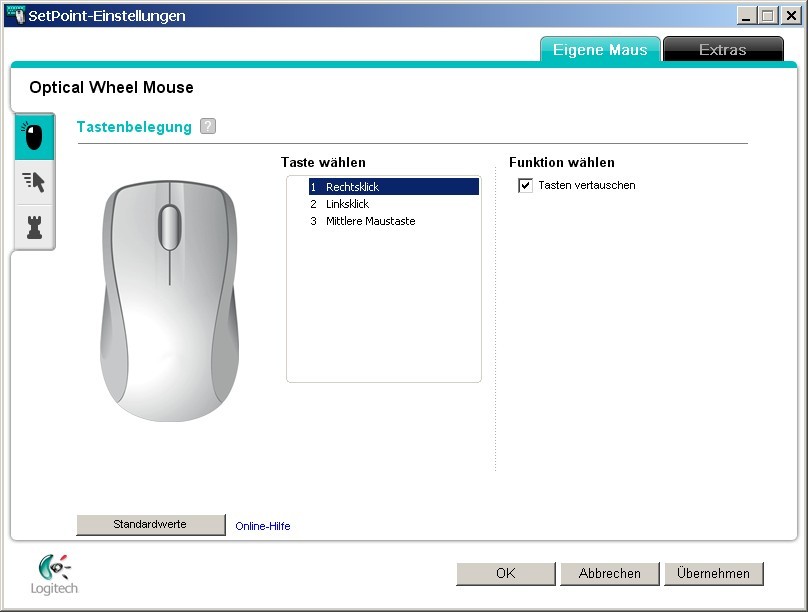 SetPoint-Einstellungen
Eigene Maus
Extras
Optical Wheel Mouse
Tastenbelegung ?
Taste wählen
1 Rechtsklick
2 Linksklick
3 Mittlere Maustaste
Funktion wählen
Tasten vertauschen
Standardwerte
Online-Hilfe
Logitech
OK
Abbrechen
Übernehmen